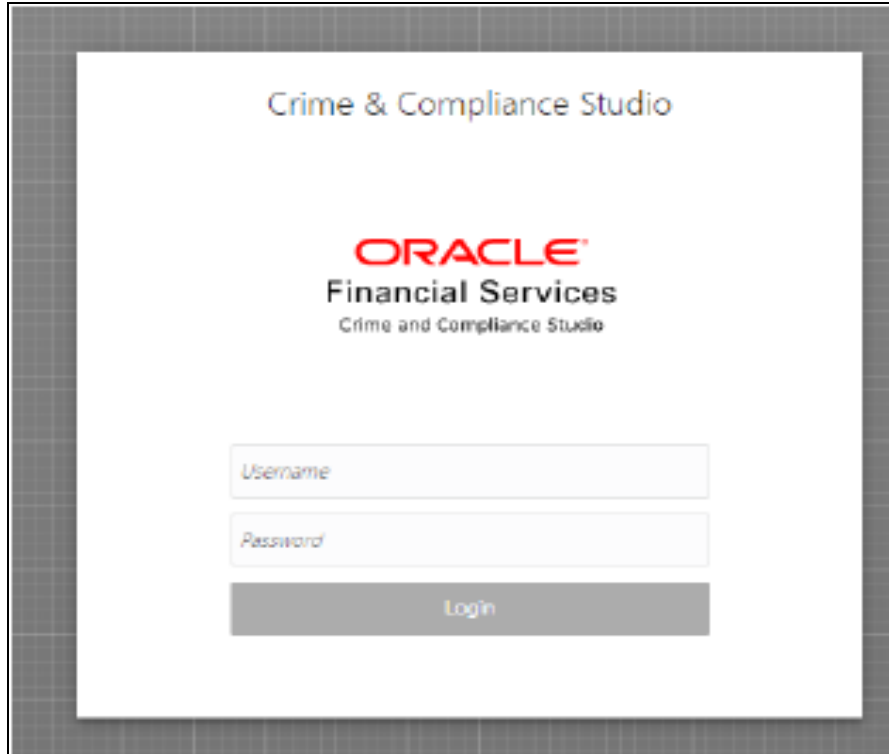 Crime & Compliance Studio
ORACLE®
Financial Services
Crime and Compliance Studio
Username
Password
Login